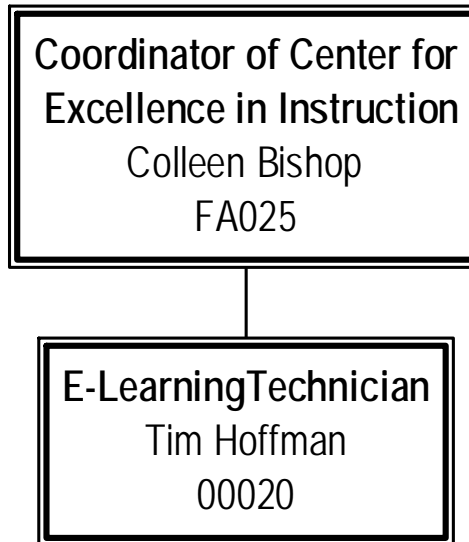 Coordinator of Center for
Excellence in Instruction
Colleen Bishop
FA025
E-LearningTechnician
Tim Hoffman
00020